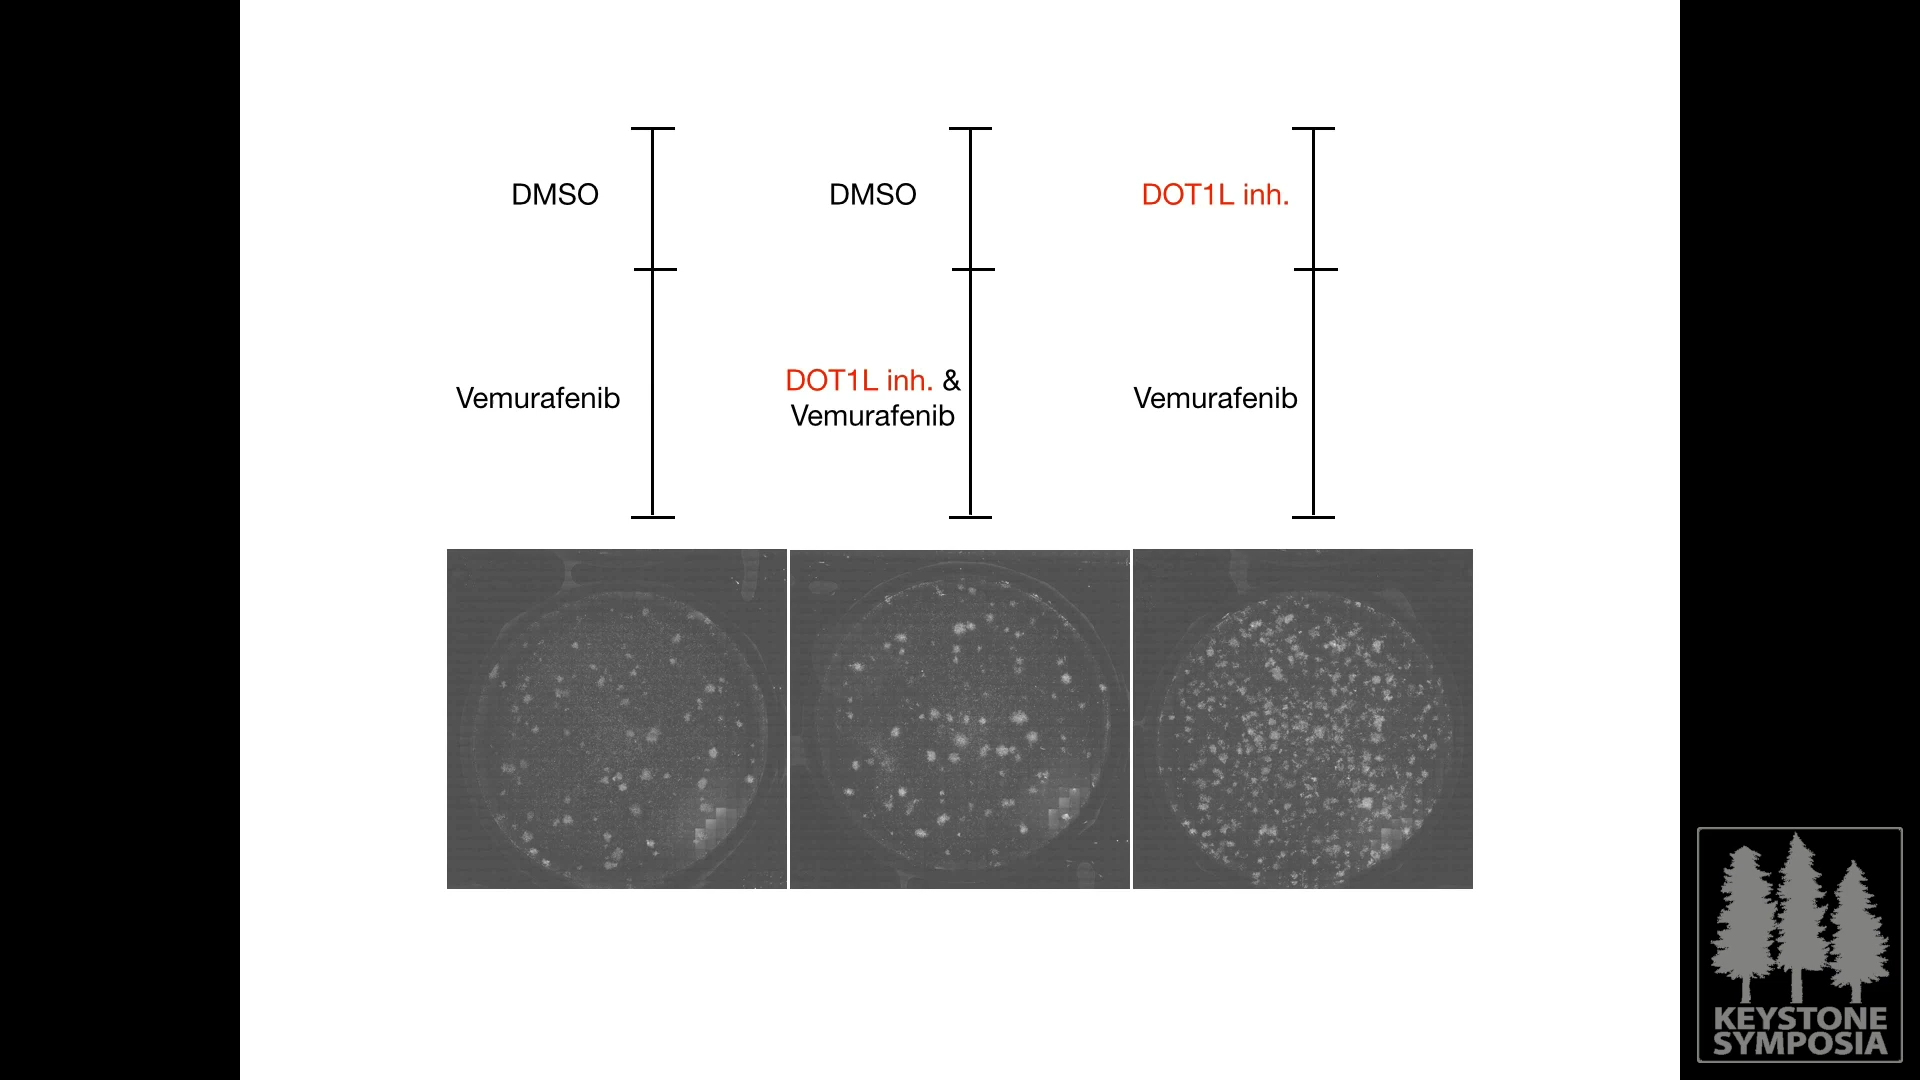 DMSO
DMSO
DOT1L inh.
Vemurafenib
DOT1L inh. &
Vemurafenib
Vemurafenib
KEYSTONE
SYMPOSIA